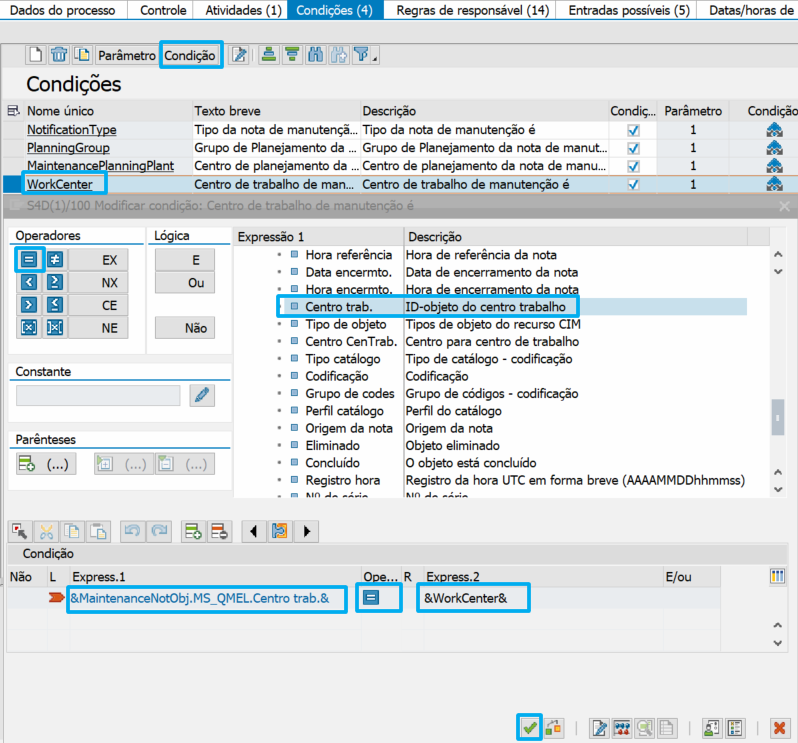 Dados do processo Controle Atividades (1) Condições (4) Regras de responsável (14) Entradas possíveis (5) Datas/horas de
Parâmetro Condição
Condições
Nome único Texto breve Descrição Condiç... Parâmetro Condição
NotificationType Tipo da nota de manutençã... Tipo da nota de manutenção é 1
PlanningGroup Grupo de Planejamento da ... Grupo de Planejamento da nota de manut... 1
MaintenancePlanningPlant Centro de planejamento da ... Centro de planejamento da nota de manu... 1
WorkCenter Centro de trabalho de man... Centro de trabalho de manutenção é 1
S4D(1)/100 Modificar condição: Centro de trabalho de manutenção é
Operadores Lógica Expressão 1 Descrição
EX E Hora referência Hora de referência da nota
NX Ou Data encermto. Data de encerramento da nota
Hora encermto. Hora de encerramento da nota
CE Centro trab. ID-objeto do centro trabalho
NE Não Tipo de objeto Tipos de objeto do recurso CIM
Centro CenTrab. Centro para centro de trabalho
Tipo catálogo Tipo de catálogo - codificação
Constante Codificação Codificação
Grupo de codes Grupo de códigos - codificação
Perfil catálogo Perfil do catálogo
Origem da nota Origem da nota
Parênteses Eliminado Objeto eliminado
(...) (...) (...) Concluído O objeto está concluído
Registro hora Registro da hora UTC em forma breve (AAAAMMDDhhmmss)
Nº de série Nº de série
Condição
Não L Express.1 Ope... R Express.2 E/ou
&MaintenanceNotObj.MS_QMEL.Centro trab.& = &WorkCenter&